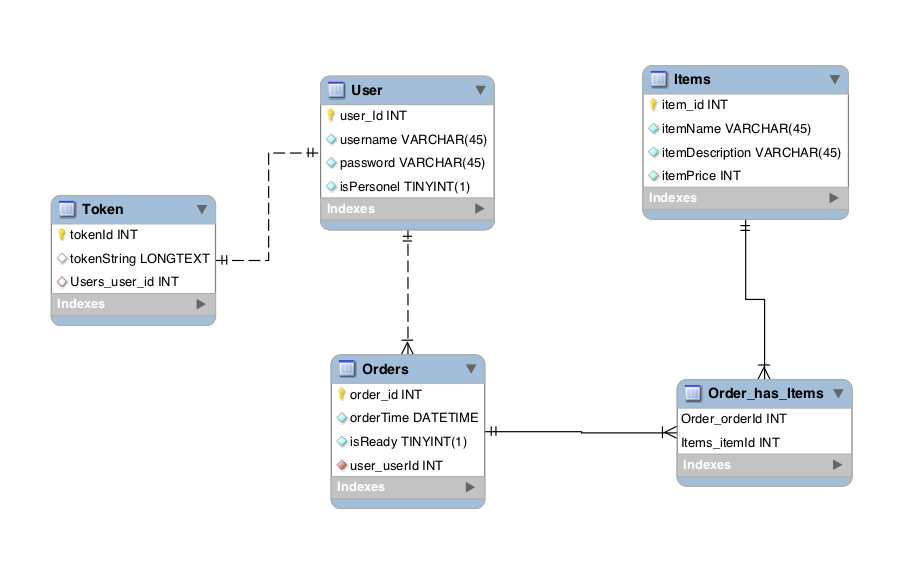 User
user_Id INT
username VARCHAR(45)
password VARCHAR(45)
isPersonel TINYINT(1)
Indexes
Items
item_id INT
itemName VARCHAR(45)
itemDescription VARCHAR(45)
itemPrice INT
Indexes
Token
tokenId INT
tokenString LONGTEXT
Users_user_id INT
Indexes
Orders
order_id INT
orderTime DATETIME
isReady TINYINT(1)
user_userId INT
Indexes
Order_has_Items
Order_orderId INT
Items_itemId INT
Indexes